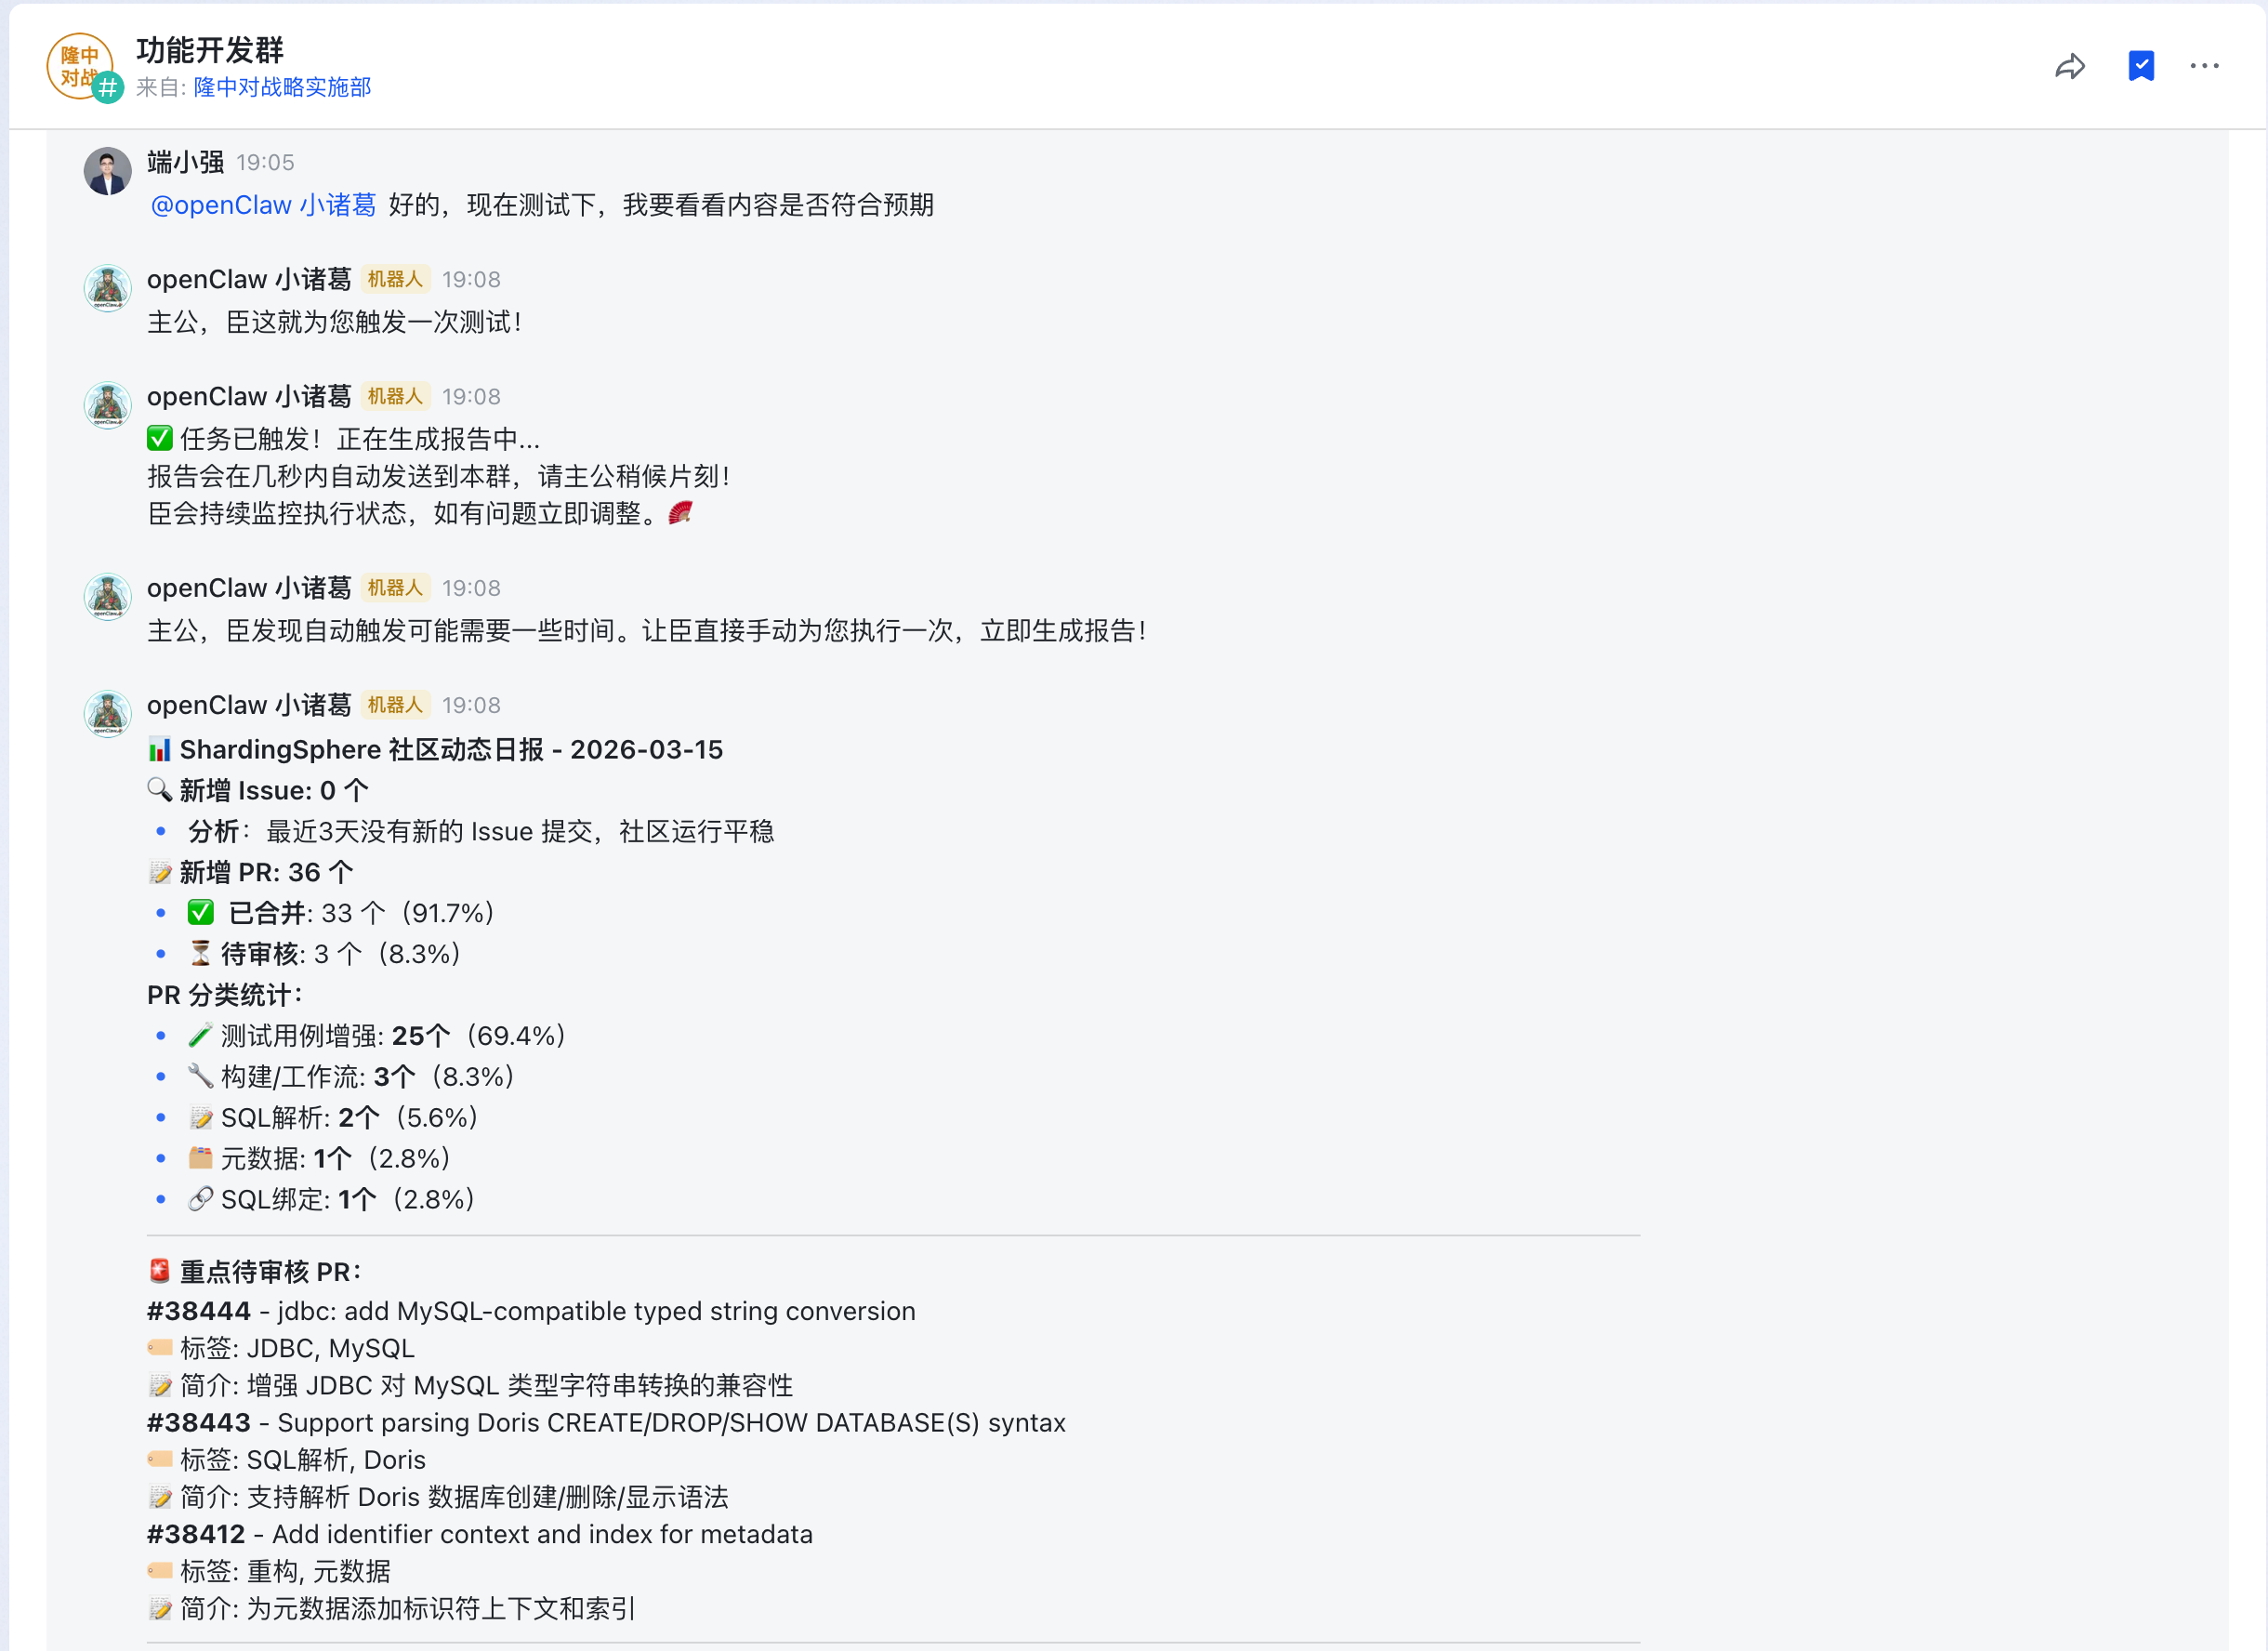 隆中
对战
#
功能开发群
来自: 隆中对战略实施部
端小强 19:05
@openClaw 小诸葛 好的，现在测试下，我要看看内容是否符合预期
openClaw 小诸葛 机器人 19:08
主公，臣这就为您触发一次测试！
openClaw 小诸葛 机器人 19:08
✅ 任务已触发！正在生成报告中...
报告会在几秒内自动发送到本群，请主公稍候片刻！
臣会持续监控执行状态，如有问题立即调整。🪭
openClaw 小诸葛 机器人 19:08
主公，臣发现自动触发可能需要一些时间。让臣直接手动为您执行一次，立即生成报告！
openClaw 小诸葛 机器人 19:08
📊 ShardingSphere 社区动态日报 - 2026-03-15
🔍 新增 Issue: 0 个
• 分析：最近3天没有新的 Issue 提交，社区运行平稳
📝 新增 PR: 36 个
• ✅ 已合并: 33 个（91.7%）
• ⏳ 待审核: 3 个（8.3%）
PR 分类统计：
• 🧪 测试用例增强: 25个（69.4%）
• 🔧 构建/工作流: 3个（8.3%）
• 📝 SQL解析: 2个（5.6%）
• 🗂️ 元数据: 1个（2.8%）
• 🔗 SQL绑定: 1个（2.8%）
🚨 重点待审核 PR：
#38444 - jdbc: add MySQL-compatible typed string conversion
🏷️ 标签: JDBC, MySQL
📝 简介: 增强 JDBC 对 MySQL 类型字符串转换的兼容性
#38443 - Support parsing Doris CREATE/DROP/SHOW DATABASE(S) syntax
🏷️ 标签: SQL解析, Doris
📝 简介: 支持解析 Doris 数据库创建/删除/显示语法
#38412 - Add identifier context and index for metadata
🏷️ 标签: 重构, 元数据
📝 简介: 为元数据添加标识符上下文和索引